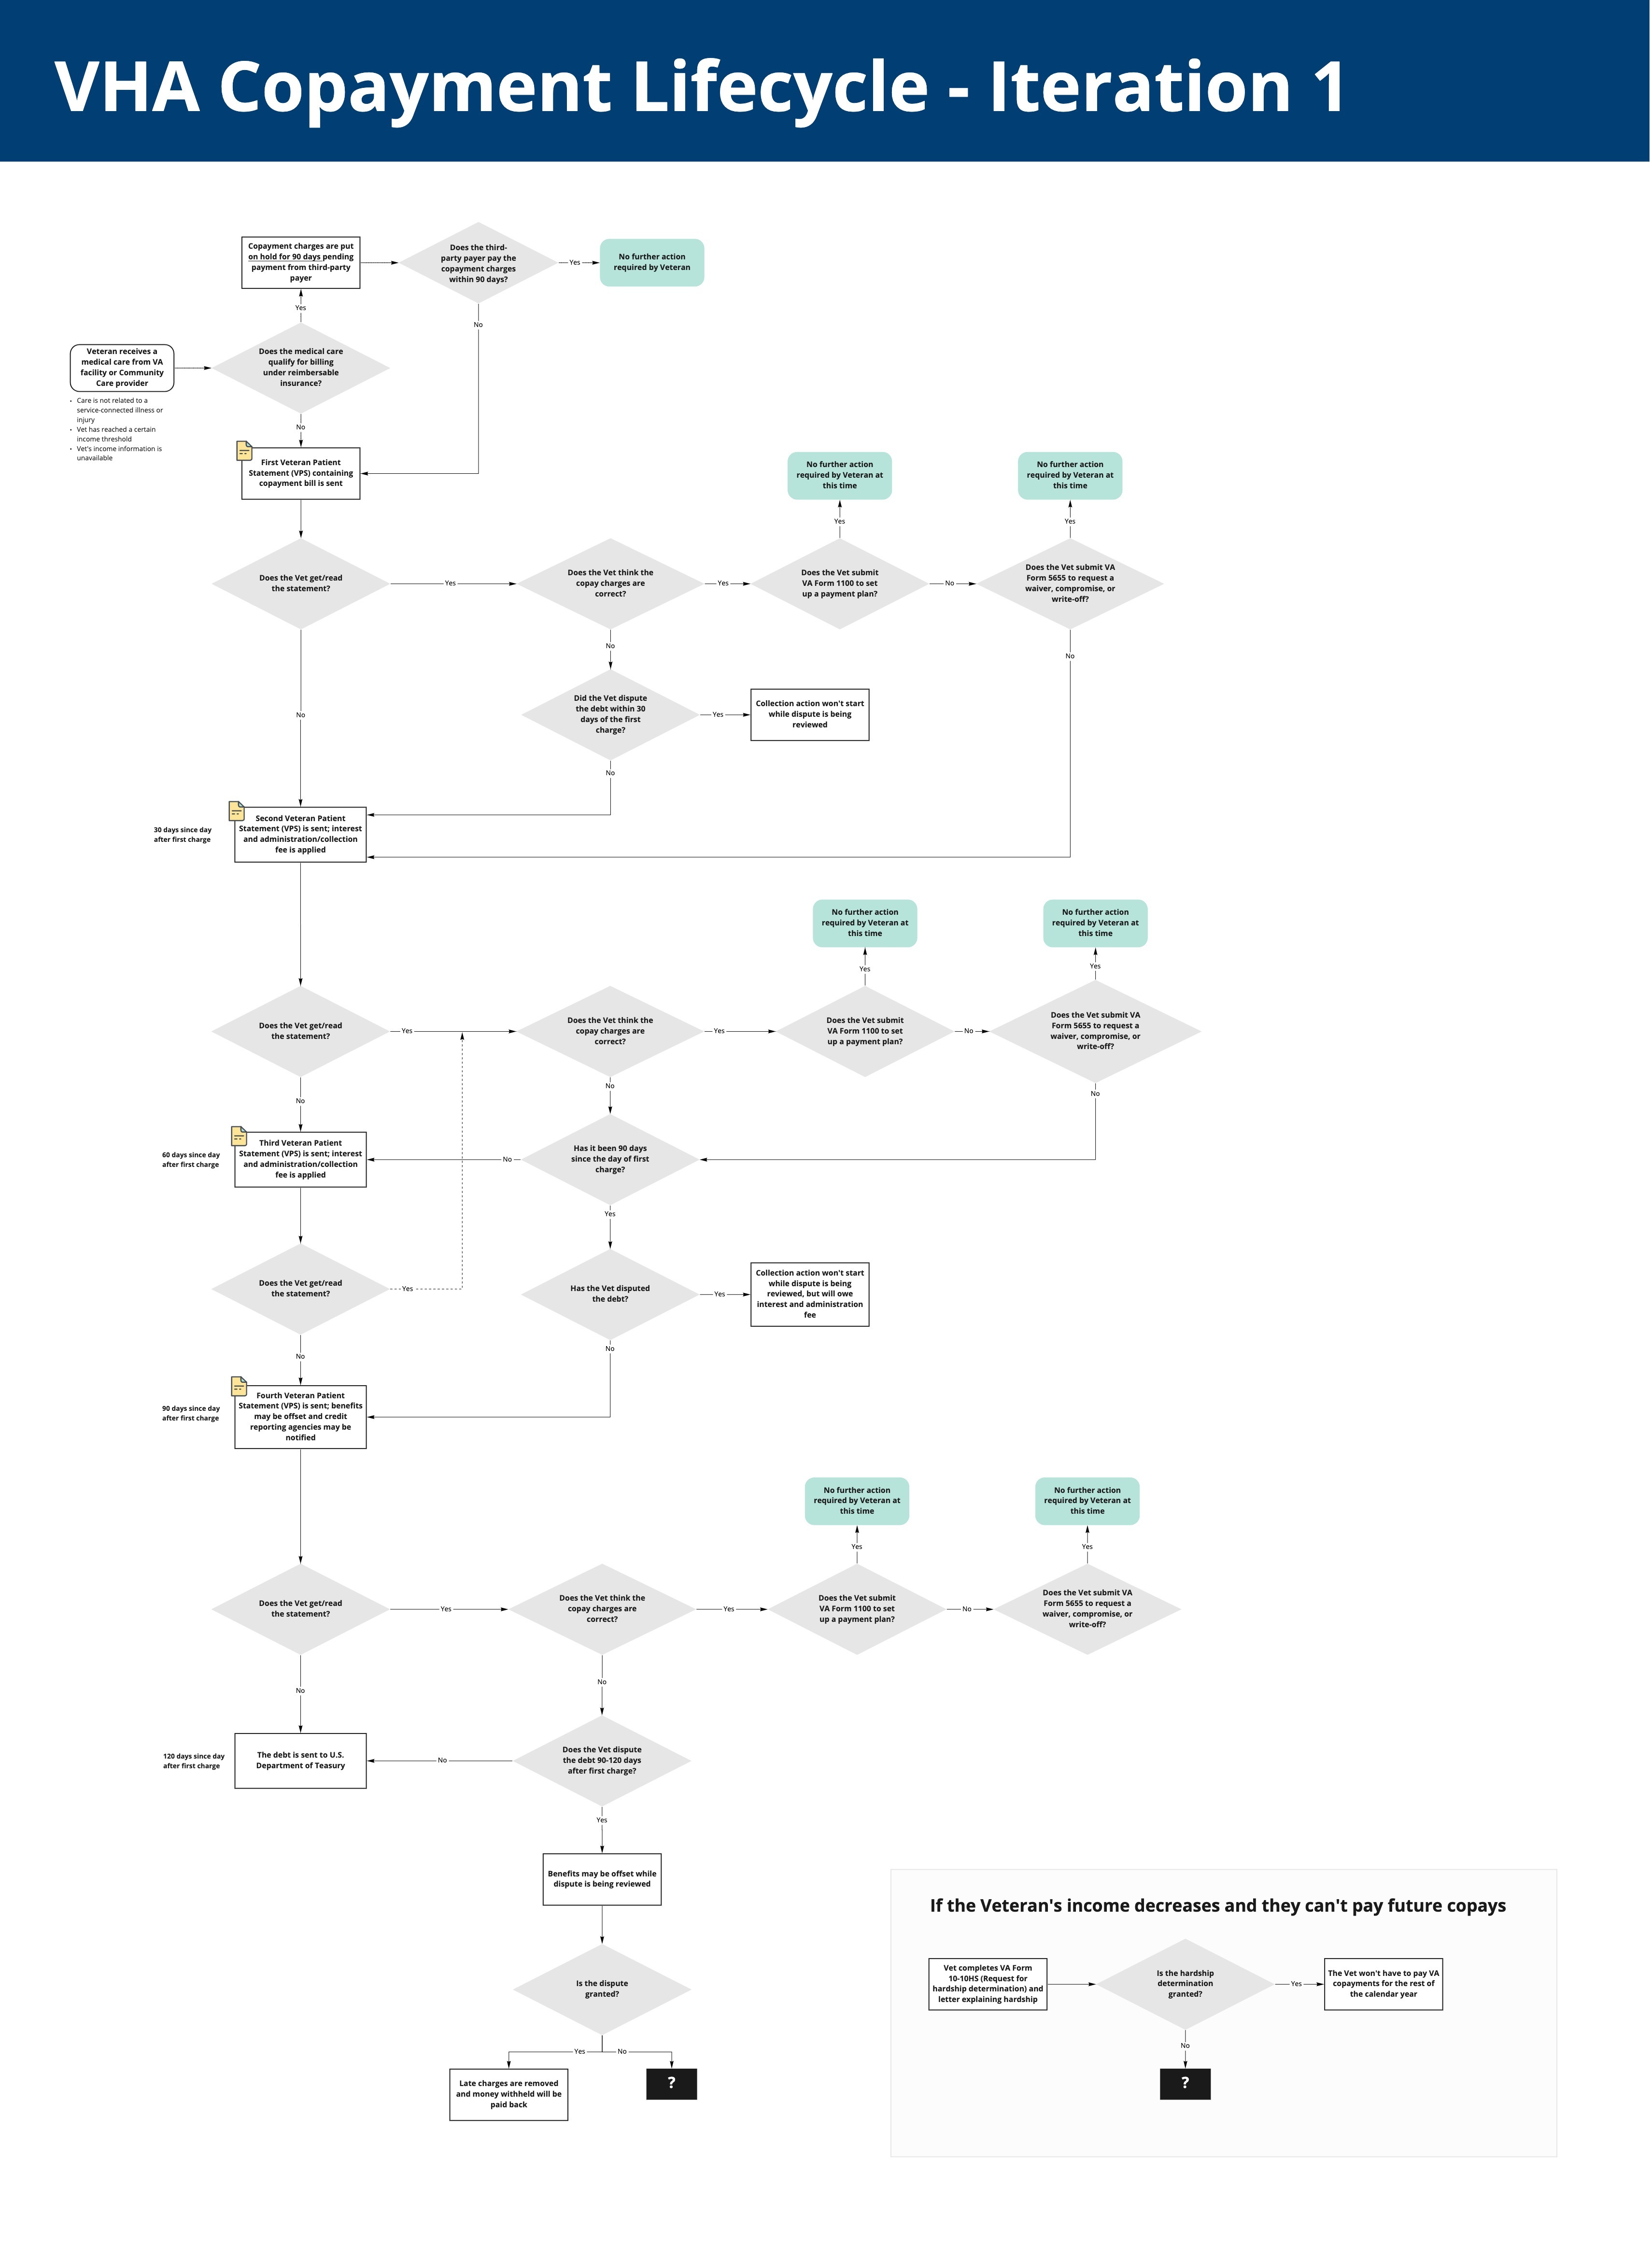 VHA Copayment Lifecycle - Iteration 1
Copayment charges are put
on hold for 90 days pending
payment from third-party
payer
Does the third-
party payer pay the
copayment charges
within 90 days?
Yes
No further action
required by Veteran
Yes
No
Veteran receives a
medical care from VA
facility or Community
Care provider
Does the medical care
qualify for billing
under reimbersable
insurance?
• Care is not related to a
service-connected illness or
injury
• Vet has reached a certain
income threshold
• Vet's income information is
unavailable
No
First Veteran Patient
Statement (VPS) containing
copayment bill is sent
No further action
required by Veteran at
this time
No further action
required by Veteran at
this time
Yes
Yes
Does the Vet get/read
the statement?
Yes
Does the Vet think the
copay charges are
correct?
Yes
Does the Vet submit
VA Form 1100 to set
up a payment plan?
No
Does the Vet submit VA
Form 5655 to request a
waiver, compromise, or
write-off?
No
No
No
Did the Vet dispute
the debt within 30
days of the first
charge?
Yes
Collection action won't start
while dispute is being
reviewed
No
30 days since day
after first charge
Second Veteran Patient
Statement (VPS) is sent; interest
and administration/collection
fee is applied
No further action
required by Veteran at
this time
No further action
required by Veteran at
this time
Yes
Yes
Does the Vet get/read
the statement?
Yes
Does the Vet think the
copay charges are
correct?
Yes
Does the Vet submit
VA Form 1100 to set
up a payment plan?
No
Does the Vet submit VA
Form 5655 to request a
waiver, compromise, or
write-off?
No
No
No
60 days since day
after first charge
Third Veteran Patient
Statement (VPS) is sent; interest
and administration/collection
fee is applied
No
Has it been 90 days
since the day of first
charge?
Yes
Does the Vet get/read
the statement?
Yes
Has the Vet disputed
the debt?
Yes
Collection action won't start
while dispute is being
reviewed, but will owe
interest and administration
fee
No
No
90 days since day
after first charge
Fourth Veteran Patient
Statement (VPS) is sent; benefits
may be offset and credit
reporting agencies may be
notified
No further action
required by Veteran at
this time
No further action
required by Veteran at
this time
Yes
Yes
Does the Vet get/read
the statement?
Yes
Does the Vet think the
copay charges are
correct?
Yes
Does the Vet submit
VA Form 1100 to set
up a payment plan?
No
Does the Vet submit VA
Form 5655 to request a
waiver, compromise, or
write-off?
No
No
120 days since day
after first charge
The debt is sent to U.S.
Department of Teasury
No
Does the Vet dispute
the debt 90-120 days
after first charge?
Yes
Benefits may be offset while
dispute is being reviewed
Is the dispute
granted?
Yes
No
Late charges are removed
and money withheld will be
paid back
?
If the Veteran's income decreases and they can't pay future copays
Vet completes VA Form
10-10HS (Request for
hardship determination) and
letter explaining hardship
Is the hardship
determination
granted?
Yes
The Vet won't have to pay VA
copayments for the rest of
the calendar year
No
?